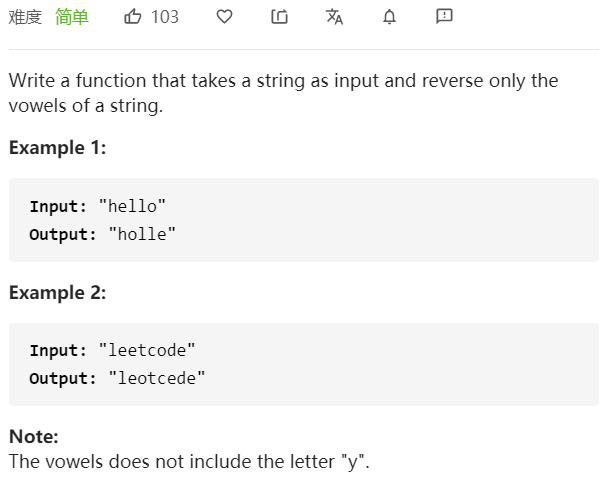 难度 简单 103
Write a function that takes a string as input and reverse only the
vowels of a string.
Example 1:
Input: "hello"
Output: "holle"
Example 2:
Input: "leetcode"
Output: "leotcede"
Note:
The vowels does not include the letter "y".